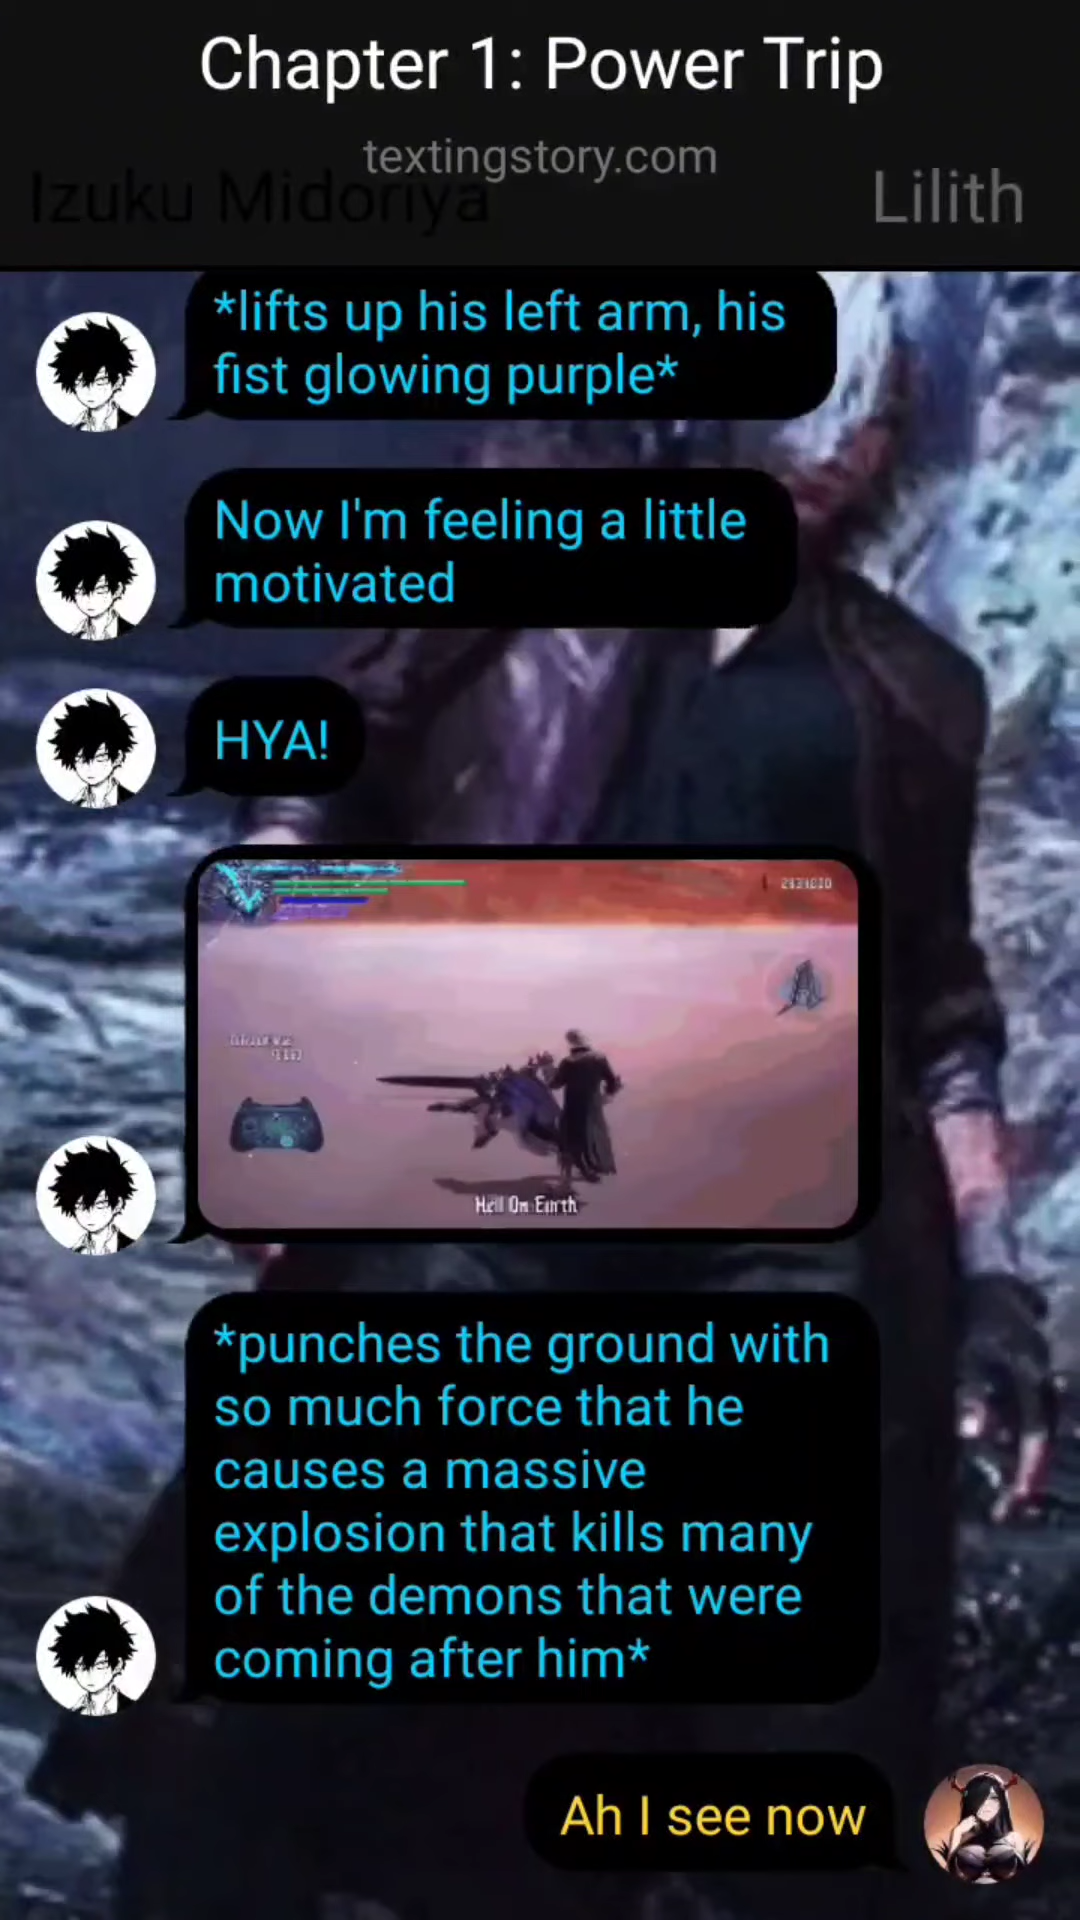 Chapter 1: Power Trip
textingstory.com
Izuku Midoriya
Lilith
*lifts up his left arm, his
fist glowing purple*
Now I'm feeling a little
motivated
HYA!
Hell On Earth
*punches the ground with
so much force that he
causes a massive
explosion that kills many
of the demons that were
coming after him*
Ah I see now